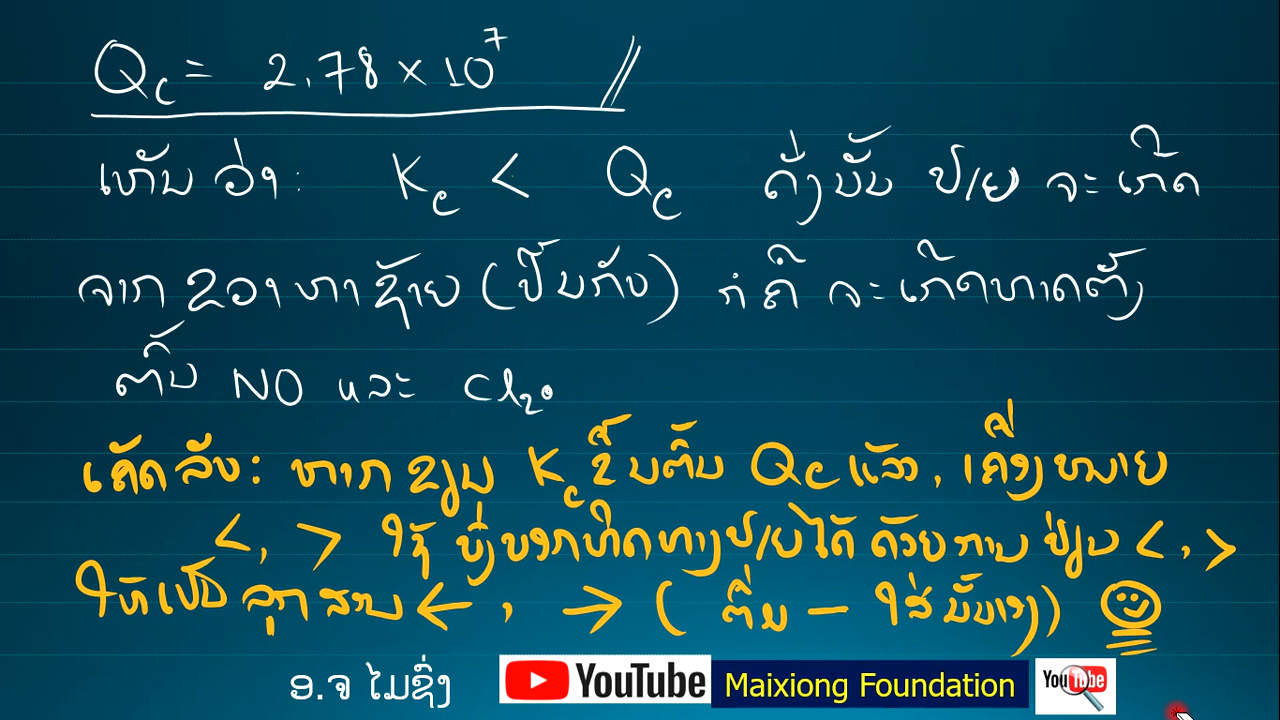 Qc = 2,78 × 10⁷ //
ເຫັນ ວ່າ: Kc < Qc ດັ່ງນັ້ນ ປ/ຍ ຈະ ເກີດ
ຈາກ ຂວາ ຫາ ຊ້າຍ (ປີ້ນກັບ) ກໍຄື ຈະ ເກີດທາດຕັ້ງ
ຕົ້ນ NO ແລະ Cl₂.
ເຄັດລັບ: ຫາກ ຂຽນ Kc ຂຶ້ນຕົ້ນ Qc ແລ້ວ, ເຄື່ອງໝາຍ
<, > ໃຊ້ ບົ່ງບອກທິດທາງປ/ຍໄດ້ ດ້ວຍການ ປ່ຽນ <, >
ໃຫ້ເປັນ ລູກສອນ ← , → ( ຕື່ມ — ໃສ່ ນັ້ນເອງ)
ອ.ຈ ໄມຊົ່ງ YouTube Maixiong Foundation YouTube